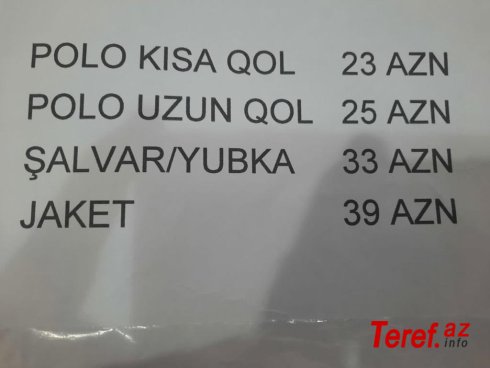 POLO KISA QOL 23 AZN
POLO UZUN QOL 25 AZN
ŞALVAR/YUBKA 33 AZN
JAKET 39 AZN
Teref.az
info